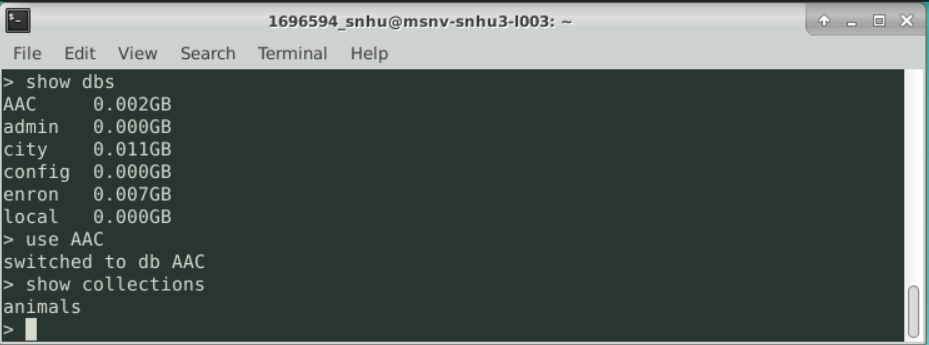 1696594_snhu@msnv-snhu3-l003: ~
File Edit View Search Terminal Help
> show dbs
AAC     0.002GB
admin   0.000GB
city    0.011GB
config  0.000GB
enron   0.007GB
local   0.000GB
> use AAC
switched to db AAC
> show collections
animals
>